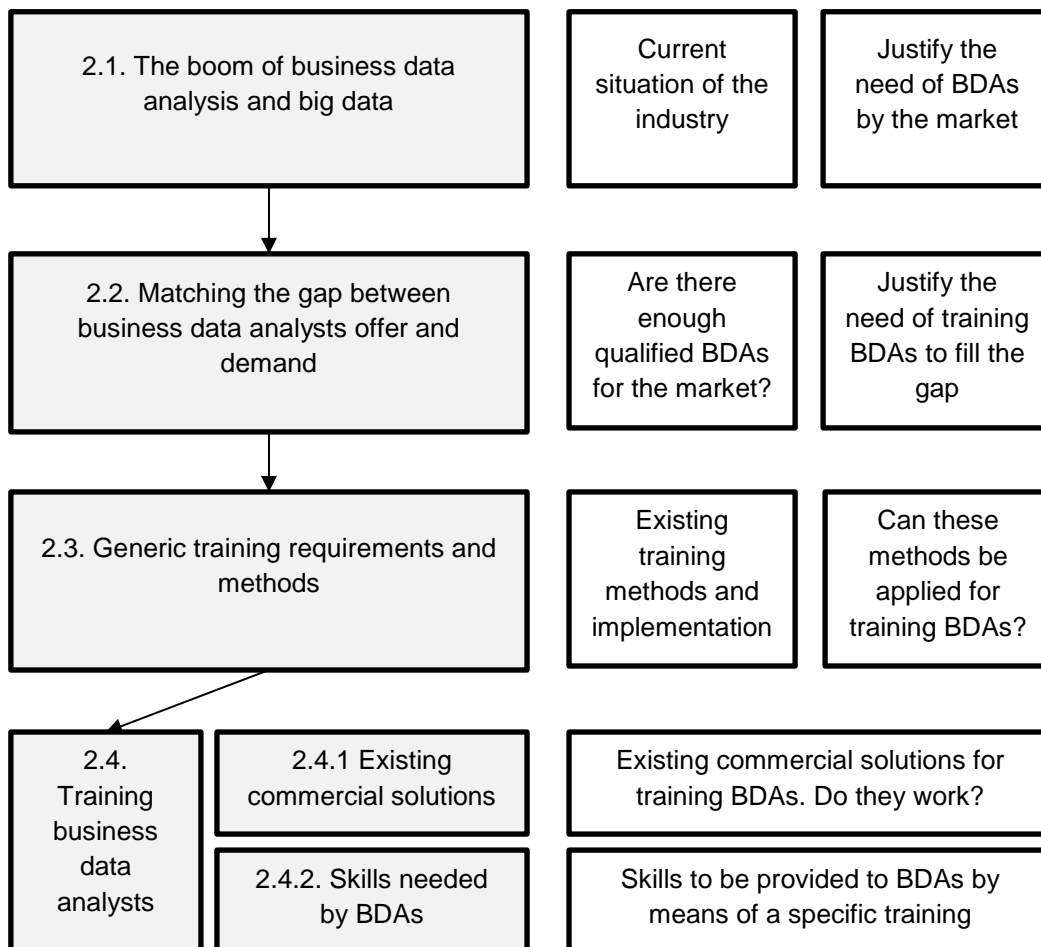 2.1. The boom of business data
analysis and big data
Current
situation of the
industry
Justify the
need of BDAs
by the market
2.2. Matching the gap between
business data analysts offer and
demand
Are there
enough
qualified BDAs
for the market?
Justify the
need of training
BDAs to fill the
gap
2.3. Generic training requirements and
methods
Existing
training
methods and
implementation
Can these
methods be
applied for
training BDAs?
2.4.
Training
business
data
analysts
2.4.1 Existing
commercial solutions
Existing commercial solutions for
training BDAs. Do they work?
2.4.2. Skills needed
by BDAs
Skills to be provided to BDAs by
means of a specific training